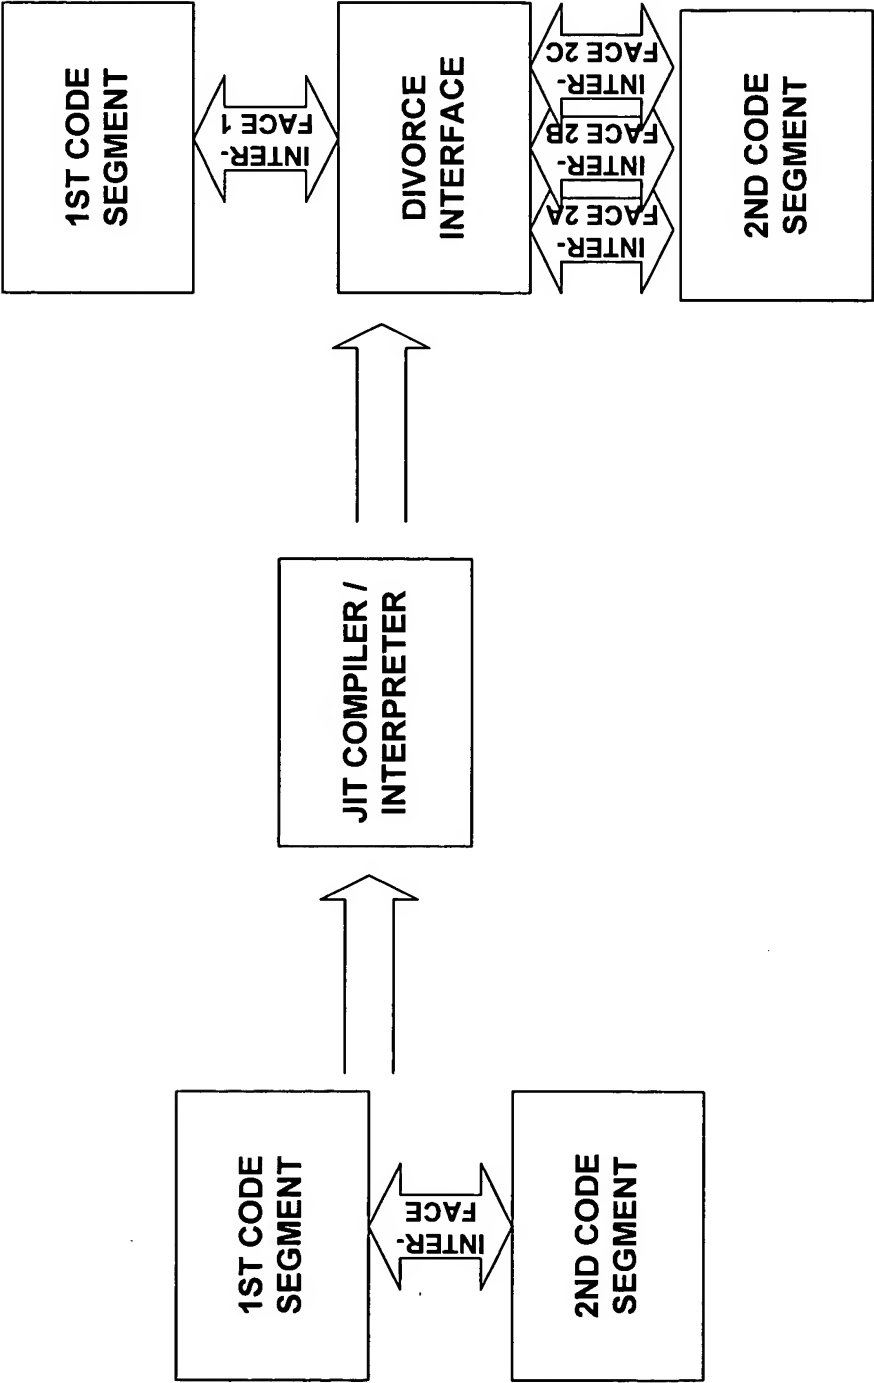 1ST CODE
SEGMENT
INTER-
FACE
2ND CODE
SEGMENT
JIT COMPILER /
INTERPRETER
1ST CODE
SEGMENT
INTER-
FACE 1
DIVORCE
INTERFACE
INTER-
FACE 2A
INTER-
FACE 2B
INTER-
FACE 2C
2ND CODE
SEGMENT